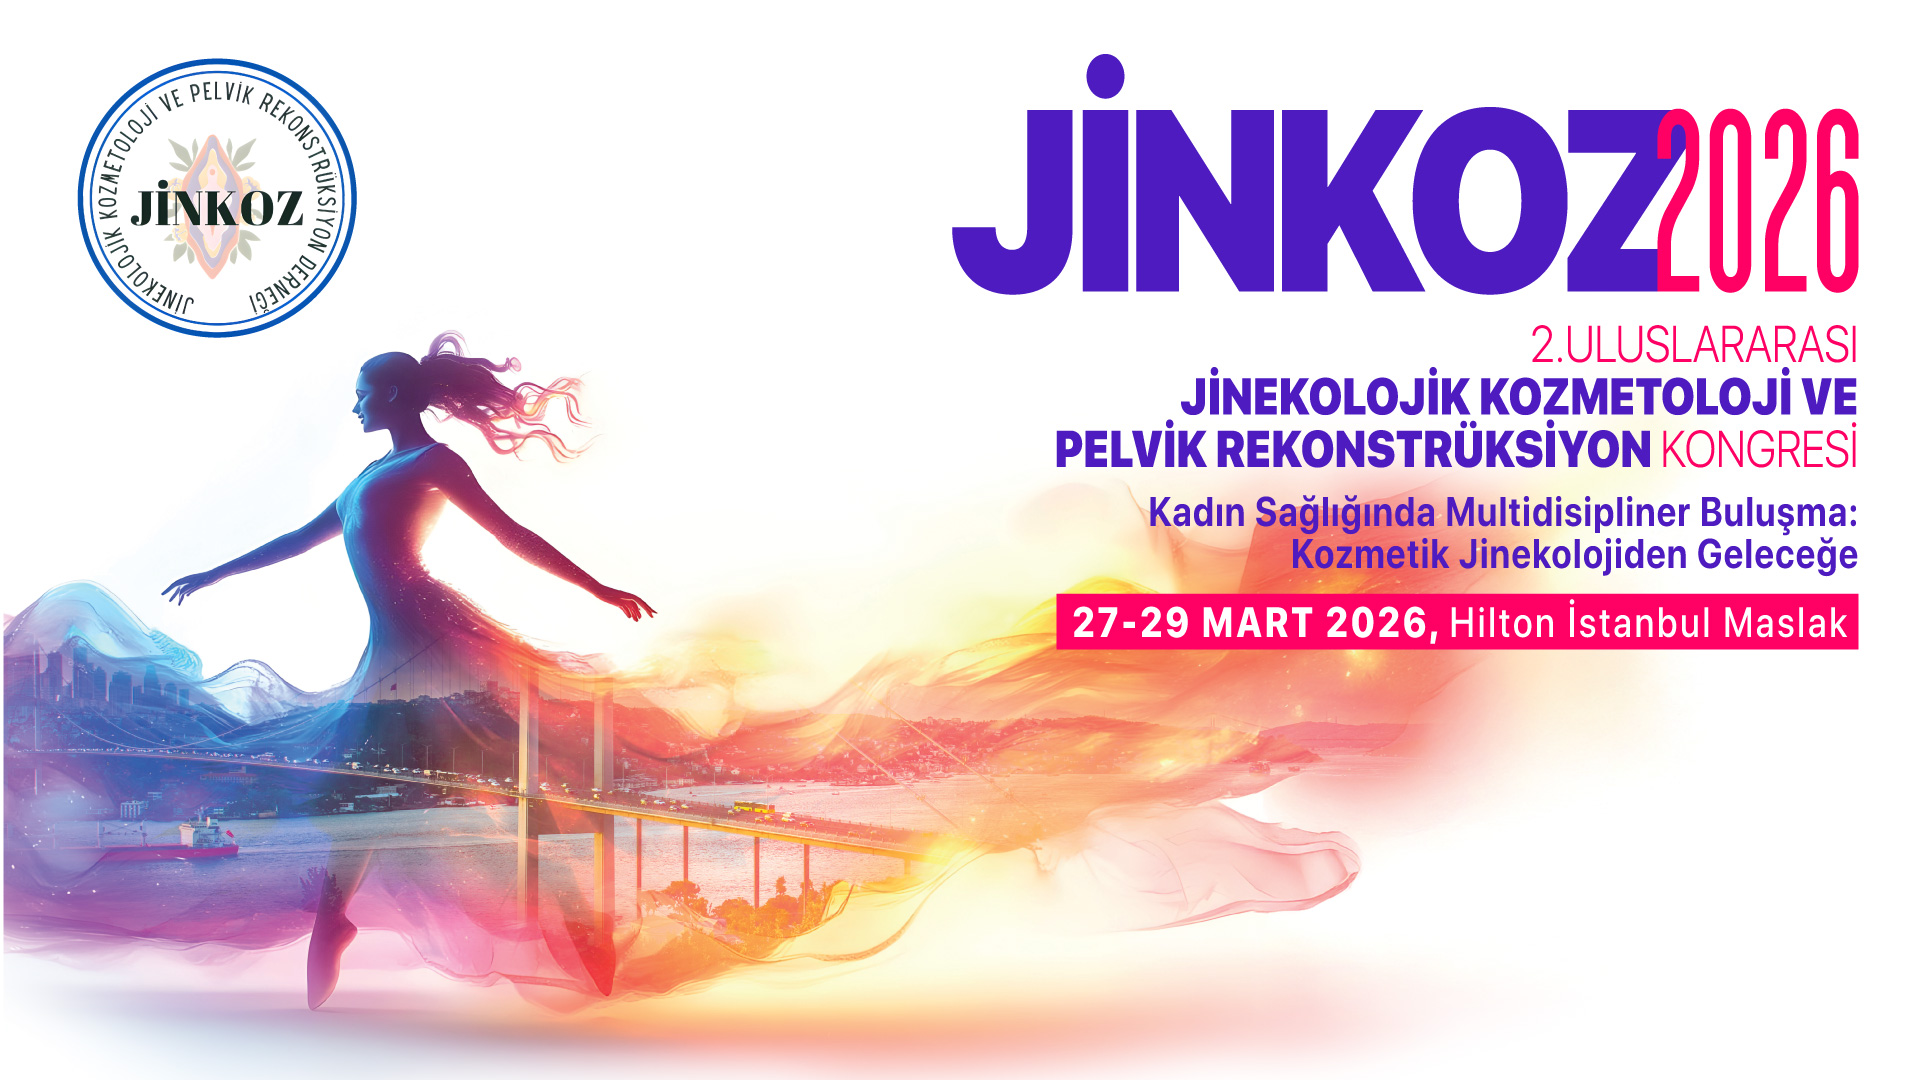 JİNEKOLOJİK KOZMETOLOJİ VE PELVİK REKONSTRÜKSİYON DERNEĞİ
JİNKOZ
JİNKOZ2026
2.ULUSLARARASI
JİNEKOLOJİK KOZMETOLOJİ VE
PELVİK REKONSTRÜKSİYON KONGRESİ
Kadın Sağlığında Multidisipliner Buluşma:
Kozmetik Jinekolojiden Geleceğe
27-29 MART 2026, Hilton İstanbul Maslak